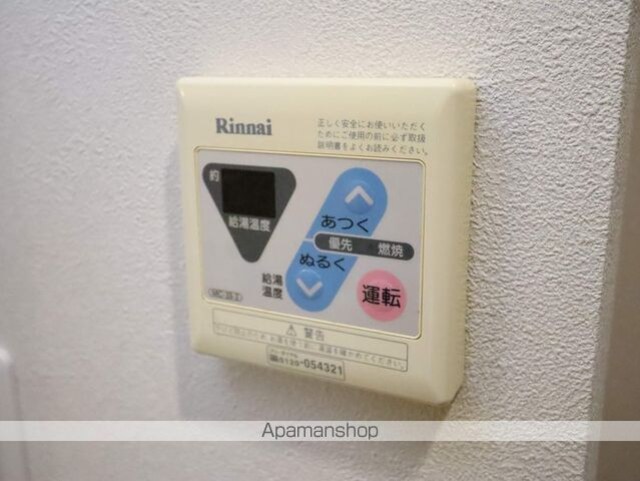 Rinnai
正しく安全にお使いいただく
ためにご使用の前に必ず取扱
説明書をよくお読みください。
約
給湯温度
あつく
優先 燃焼
ぬるく
給湯
温度
運転
MC-33-2
警告
054321
Apamanshop